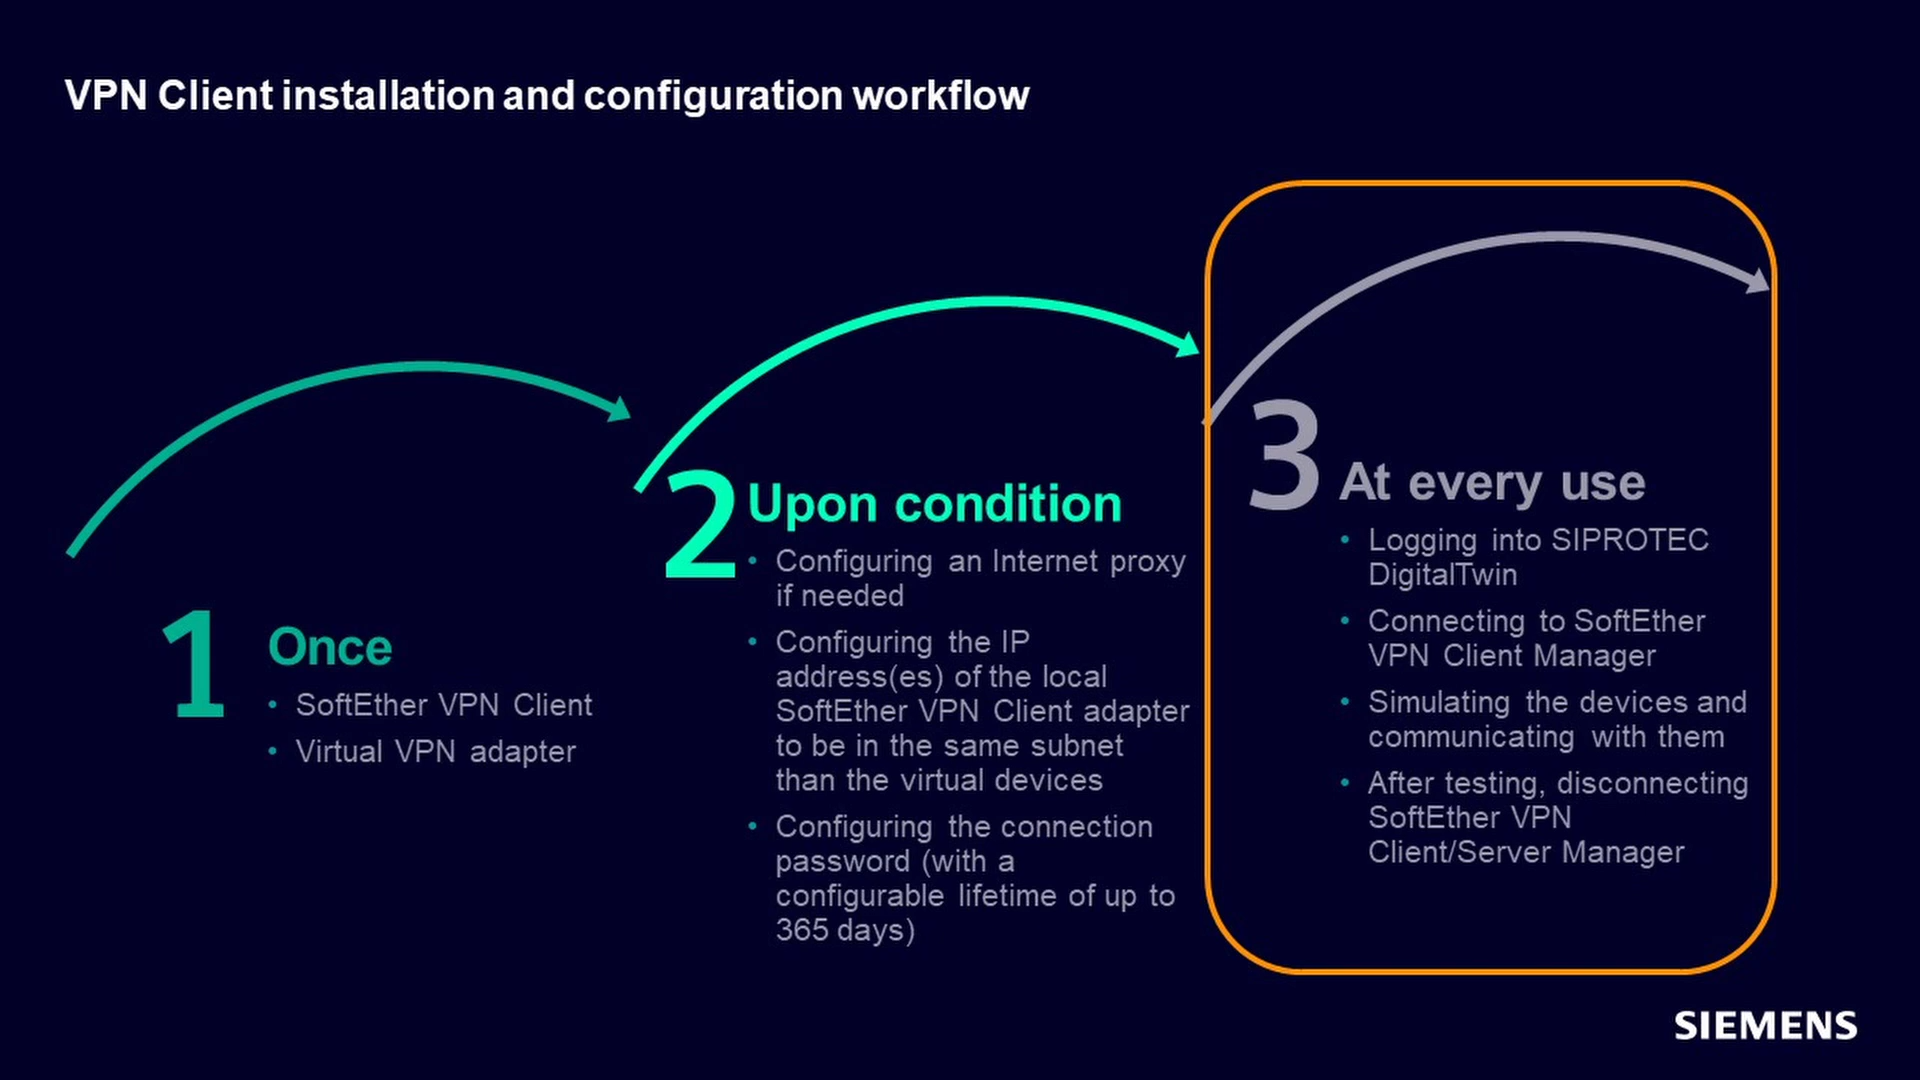 VPN Client installation and configuration workflow
1
Once
• SoftEther VPN Client
• Virtual VPN adapter
2
Upon condition
• Configuring an Internet proxy
if needed
• Configuring the IP
address(es) of the local
SoftEther VPN Client adapter
to be in the same subnet
than the virtual devices
• Configuring the connection
password (with a
configurable lifetime of up to
365 days)
3
At every use
• Logging into SIPROTEC
DigitalTwin
• Connecting to SoftEther
VPN Client Manager
• Simulating the devices and
communicating with them
• After testing, disconnecting
SoftEther VPN
Client/Server Manager
SIEMENS